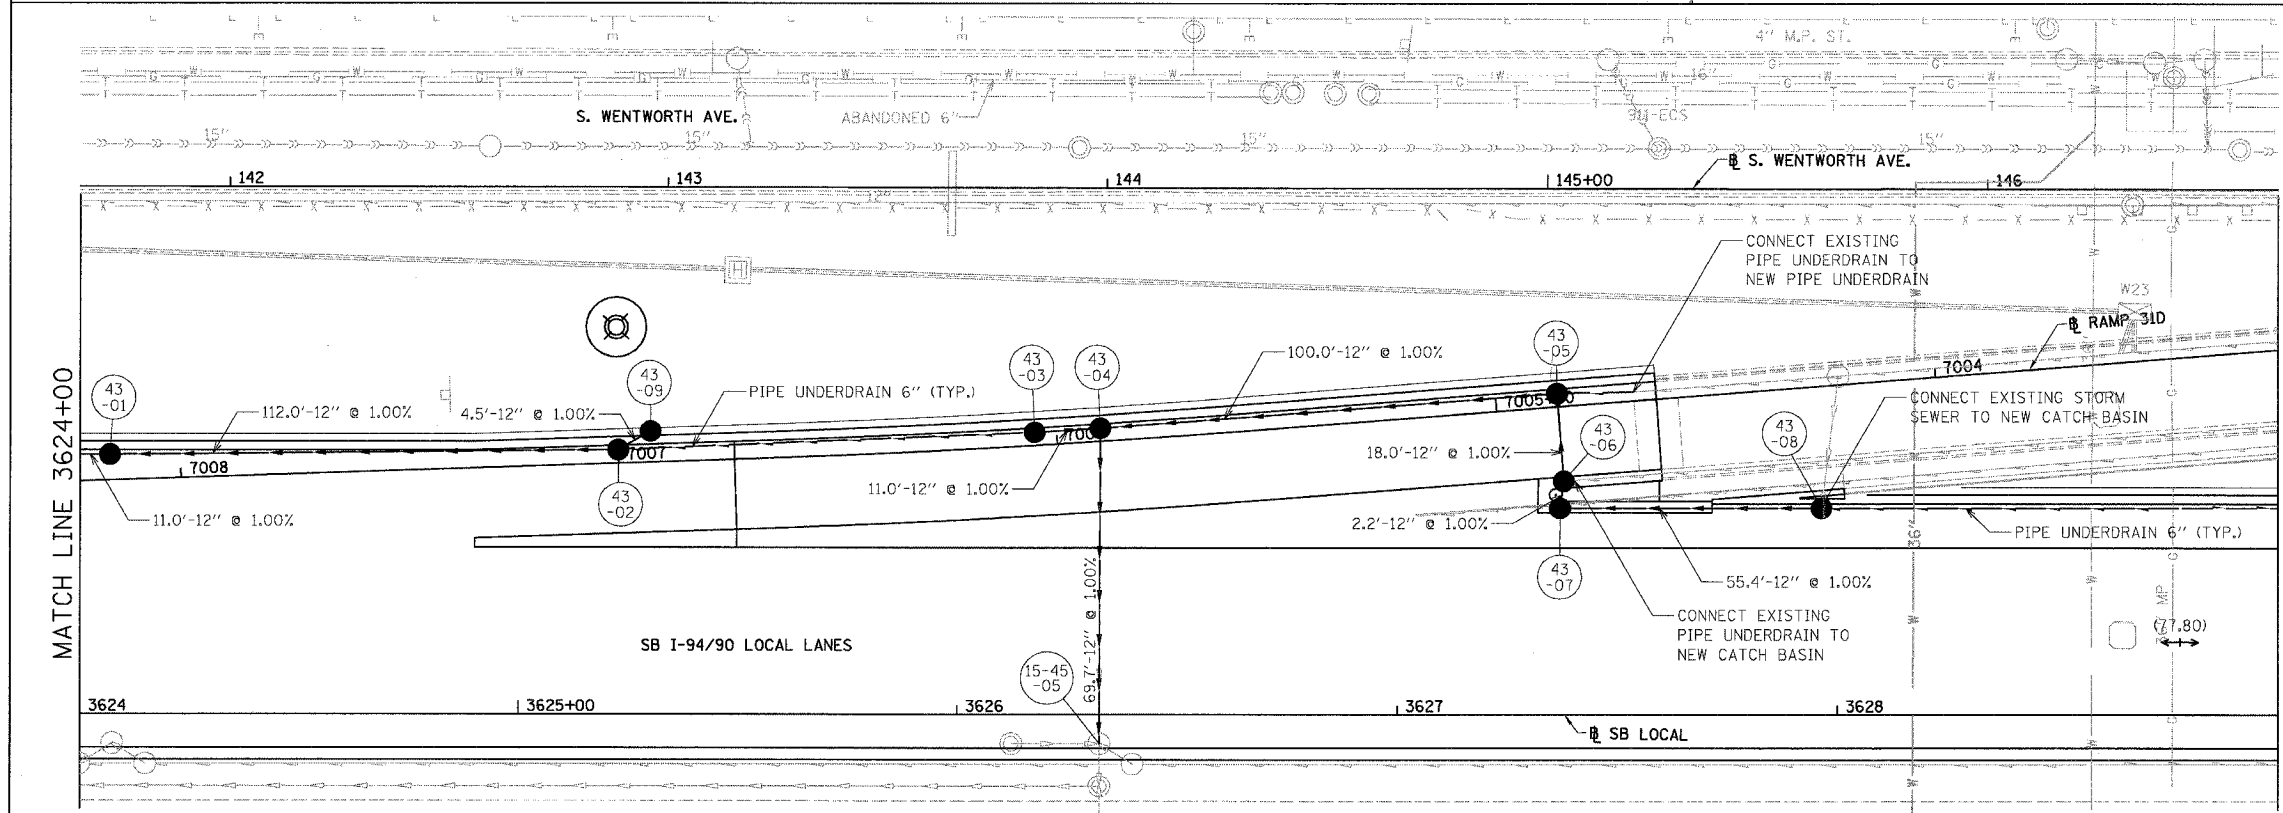 4" M.P. ST.
16"
S. WENTWORTH AVE.
ABANDONED 6"
911-ECS
15"
15"
15"
15"
℄ S. WENTWORTH AVE.
142
143
144
145+00
146
12"
CONNECT EXISTING
PIPE UNDERDRAIN TO
NEW PIPE UNDERDRAIN
H
W23
℄ RAMP 31D
43
-01
43
-09
43
-03
43
-04
43
-05
100.0'-12" @ 1.00%
7004
112.0'-12" @ 1.00%
4.5'-12" @ 1.00%
PIPE UNDERDRAIN 6" (TYP.)
CONNECT EXISTING STORM
SEWER TO NEW CATCH BASIN
43
-06
43
-08
18.0'-12" @ 1.00%
7008
7007
11.0'-12" @ 1.00%
43
-02
11.0'-12" @ 1.00%
2.2'-12" @ 1.00%
36"
PIPE UNDERDRAIN 6" (TYP.)
43
-07
55.4'-12" @ 1.00%
69.7'-12" @ 1.00%
CONNECT EXISTING
PIPE UNDERDRAIN TO
NEW CATCH BASIN
MATCH LINE 3624+00
SB I-94/90 LOCAL LANES
(77.80)
15-45
-05
3624
3625+00
3626
3627
3628
℄ SB LOCAL